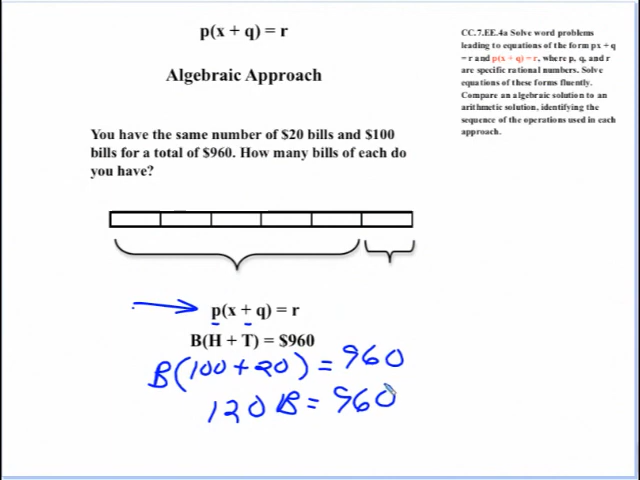 p(x + q) = r
Algebraic Approach
You have the same number of $20 bills and $100
bills for a total of $960. How many bills of each do
you have?
p(x + q) = r
B(H + T) = $960
B(100 + 20) = 960
120 B = 960
CC.7.EE.4a Solve word problems
leading to equations of the form px + q
= r and p(x + q) = r, where p, q, and r
are specific rational numbers. Solve
equations of these forms fluently.
Compare an algebraic solution to an
arithmetic solution, identifying the
sequence of the operations used in each
approach.